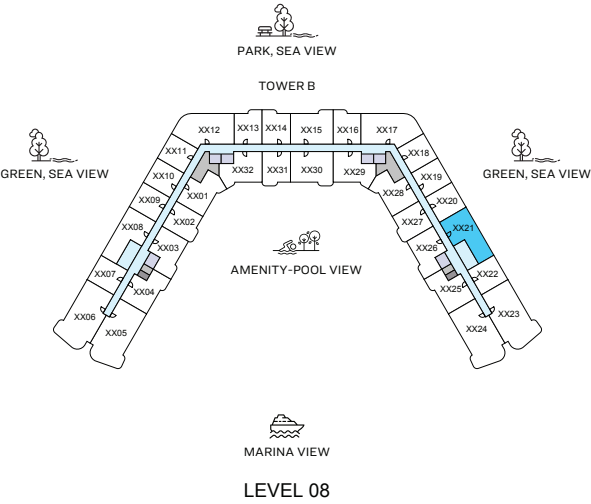 PARK, SEA VIEW
TOWER B
XX12
XX13
XX14
XX15
XX16
XX17
XX11
XX32
XX31
XX30
XX29
XX18
GREEN, SEA VIEW
GREEN, SEA VIEW
XX10
XX01
XX28
XX19
XX09
XX02
XX27
XX20
XX08
XX03
XX26
XX21
AMENITY-POOL VIEW
XX07
XX04
XX25
XX22
XX06
XX05
XX24
XX23
MARINA VIEW
LEVEL 08